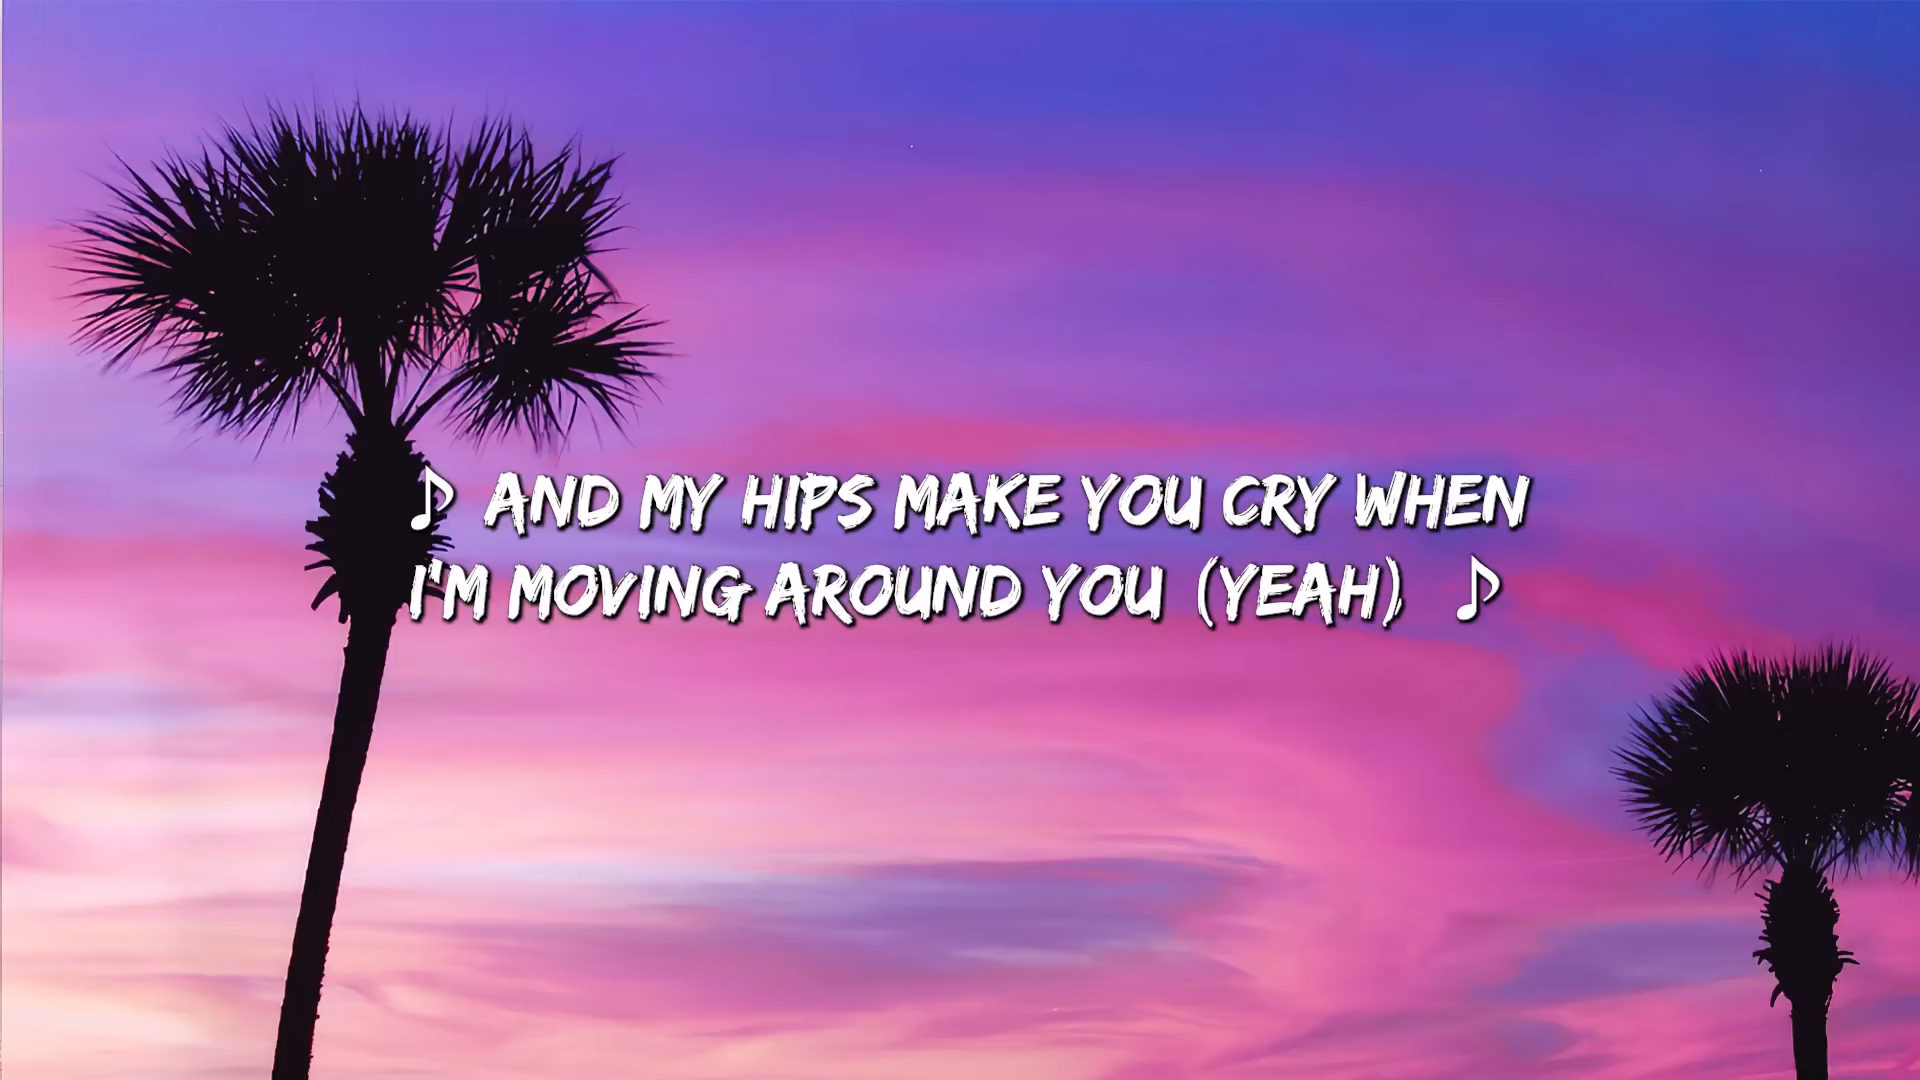 ♪ AND MY HIPS MAKE YOU CRY WHEN
I'M MOVING AROUND YOU (YEAH) ♪